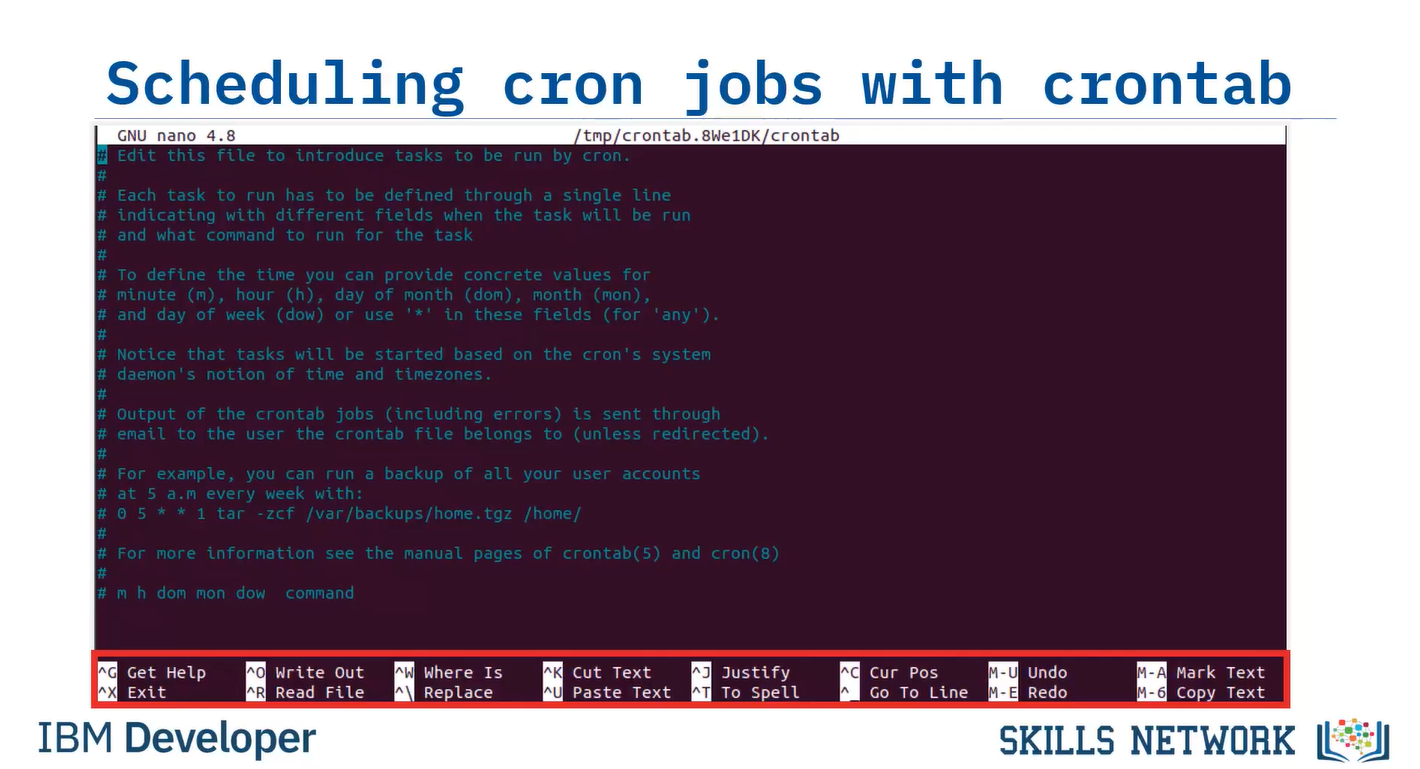 Scheduling cron jobs with crontab
GNU nano 4.8 /tmp/crontab.8We1DK/crontab
# Edit this file to introduce tasks to be run by cron.
#
# Each task to run has to be defined through a single line
# indicating with different fields when the task will be run
# and what command to run for the task
#
# To define the time you can provide concrete values for
# minute (m), hour (h), day of month (dom), month (mon),
# and day of week (dow) or use '*' in these fields (for 'any').
#
# Notice that tasks will be started based on the cron's system
# daemon's notion of time and timezones.
#
# Output of the crontab jobs (including errors) is sent through
# email to the user the crontab file belongs to (unless redirected).
#
# For example, you can run a backup of all your user accounts
# at 5 a.m every week with:
# 0 5 * * 1 tar -zcf /var/backups/home.tgz /home/
#
# For more information see the manual pages of crontab(5) and cron(8)
#
# m h dom mon dow  command
^G Get Help ^O Write Out ^W Where Is ^K Cut Text ^J Justify ^C Cur Pos M-U Undo M-A Mark Text
^X Exit ^R Read File ^\ Replace ^U Paste Text ^T To Spell ^_ Go To Line M-E Redo M-6 Copy Text
IBM Developer
SKILLS NETWORK